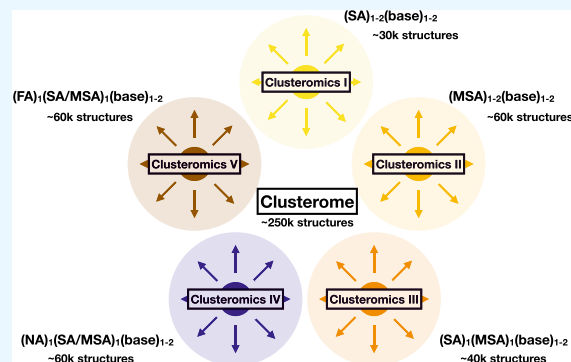 (SA)₁₋₂(base)₁₋₂
~30k structures
Clusteromics I
(FA)₁(SA/MSA)₁(base)₁₋₂
~60k structures
(MSA)₁₋₂(base)₁₋₂
~60k structures
Clusteromics V
Clusteromics II
Clusterome
~250k structures
Clusteromics IV
Clusteromics III
(NA)₁(SA/MSA)₁(base)₁₋₂
~60k structures
(SA)₁(MSA)₁(base)₁₋₂
~40k structures